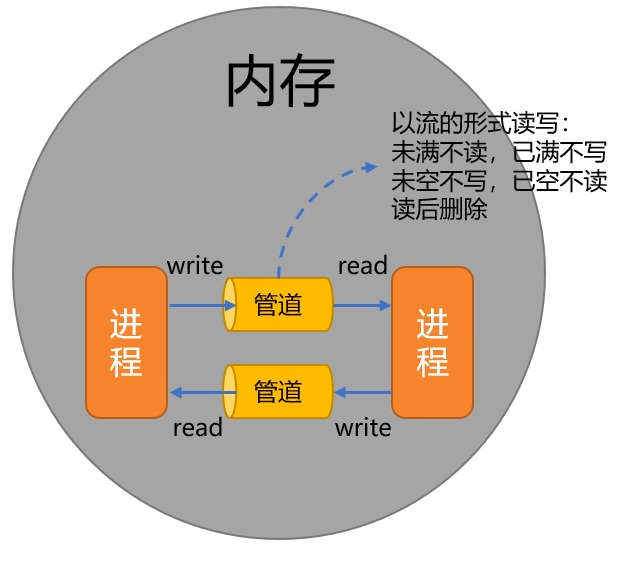 内存
以流的形式读写：
未满不读，已满不写
未空不写，已空不读
读后删除
write
read
进程
管道
进程
管道
read
write